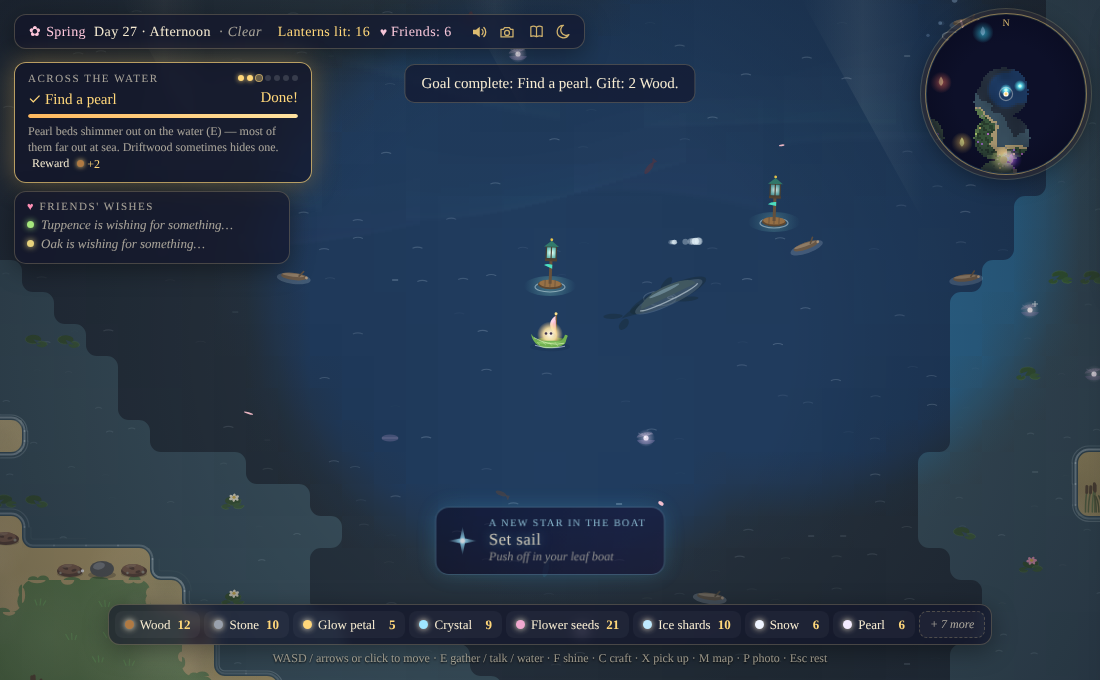 ✿ Spring Day 27 · Afternoon · Clear Lanterns lit: 16 ♥ Friends: 6
N
ACROSS THE WATER
✓ Find a pearl Done!
Pearl beds shimmer out on the water (E) — most of
them far out at sea. Driftwood sometimes hides one.
Reward +2
Goal complete: Find a pearl. Gift: 2 Wood.
♥ FRIENDS' WISHES
Tuppence is wishing for something…
Oak is wishing for something…
A NEW STAR IN THE BOAT
Set sail
Push off in your leaf boat
Wood 12 Stone 10 Glow petal 5 Crystal 9 Flower seeds 21 Ice shards 10 Snow 6 Pearl 6 + 7 more
WASD / arrows or click to move · E gather / talk / water · F shine · C craft · X pick up · M map · P photo · Esc rest